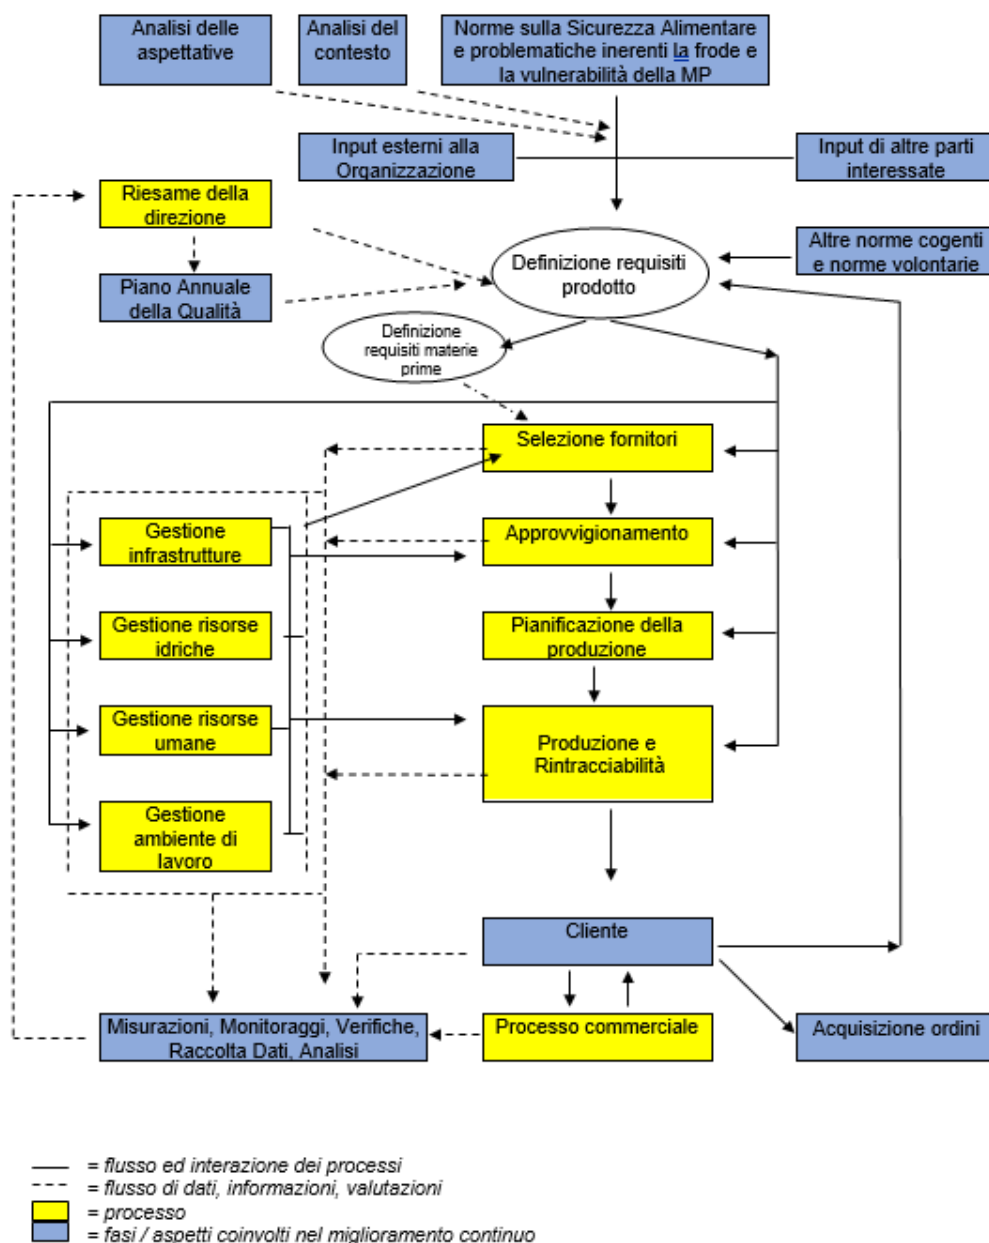 Analisi delle
aspettative
Analisi del
contesto
Norme sulla Sicurezza Alimentare
e problematiche inerenti la frode e
la vulnerabilità della MP
Input esterni alla
Organizzazione
Input di altre parti
interessate
Riesame della
direzione
Altre norme cogenti
e norme volontarie
Definizione requisiti
prodotto
Piano Annuale
della Qualità
Definizione
requisiti materie
prime
Selezione fornitori
Gestione
infrastrutture
Approvvigionamento
Gestione risorse
idriche
Pianificazione della
produzione
Gestione risorse
umane
Produzione e
Rintracciabilità
Gestione
ambiente di
lavoro
Cliente
Misurazioni, Monitoraggi, Verifiche,
Raccolta Dati, Analisi
Processo commerciale
Acquisizione ordini
= flusso ed interazione dei processi
= flusso di dati, informazioni, valutazioni
= processo
= fasi / aspetti coinvolti nel miglioramento continuo